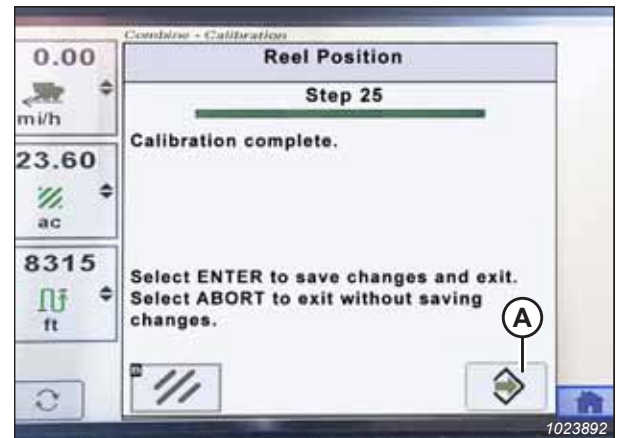 Combine - Calibration
0.00
mi/h
23.60
ac
8315
ft
Reel Position
Step 25
Calibration complete.
Select ENTER to save changes and exit.
Select ABORT to exit without saving
changes.
A
1023892